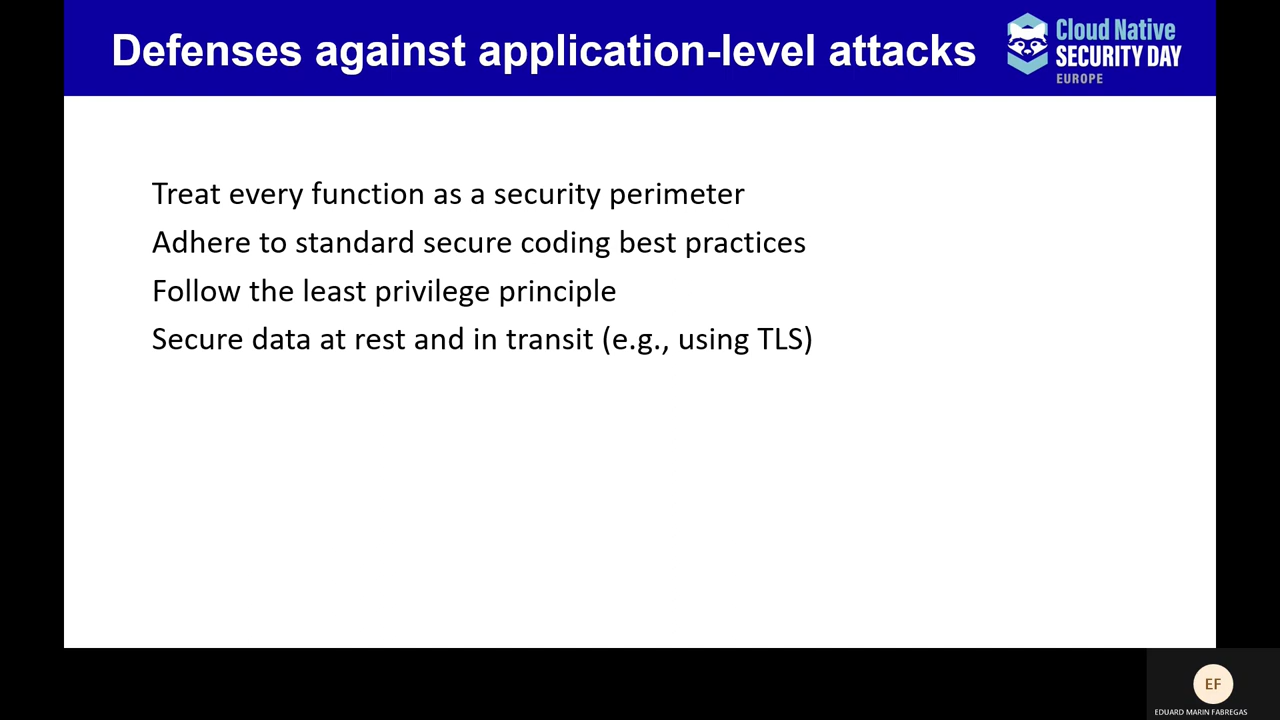 Defenses against application-level attacks
Cloud Native
SECURITY DAY
EUROPE
Treat every function as a security perimeter
Adhere to standard secure coding best practices
Follow the least privilege principle
Secure data at rest and in transit (e.g., using TLS)
EF
EDUARD MARIN FABREGAS